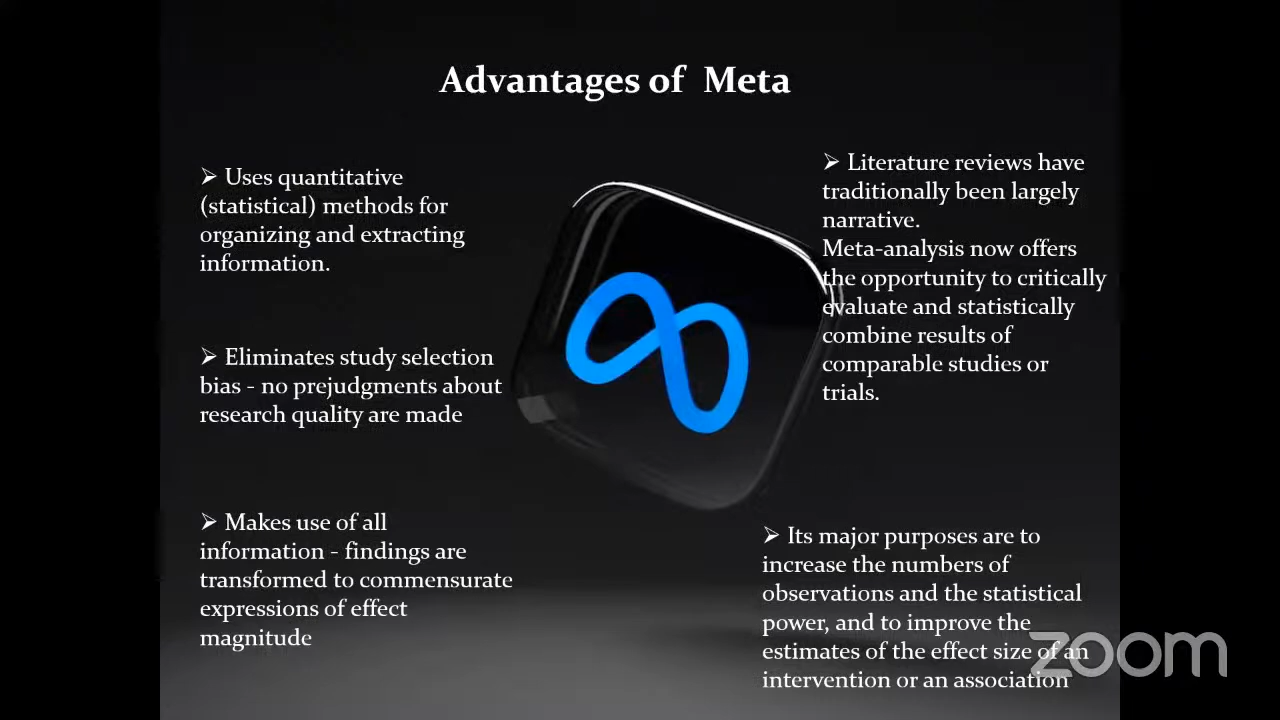 Advantages of Meta
➢ Uses quantitative
(statistical) methods for
organizing and extracting
information.
➢ Eliminates study selection
bias - no prejudgments about
research quality are made
➢ Makes use of all
information - findings are
transformed to commensurate
expressions of effect
magnitude
➢ Literature reviews have
traditionally been largely
narrative.
Meta-analysis now offers
the opportunity to critically
evaluate and statistically
combine results of
comparable studies or
trials.
➢ Its major purposes are to
increase the numbers of
observations and the statistical
power, and to improve the
estimates of the effect size of an
intervention or an association
zoom